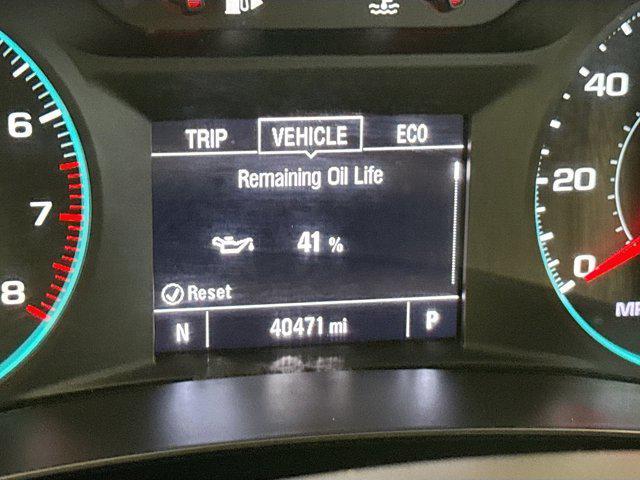 TRIP VEHICLE ECO
Remaining Oil Life
41 %
Reset
N 40471 mi P
6
7
8
40
20
0